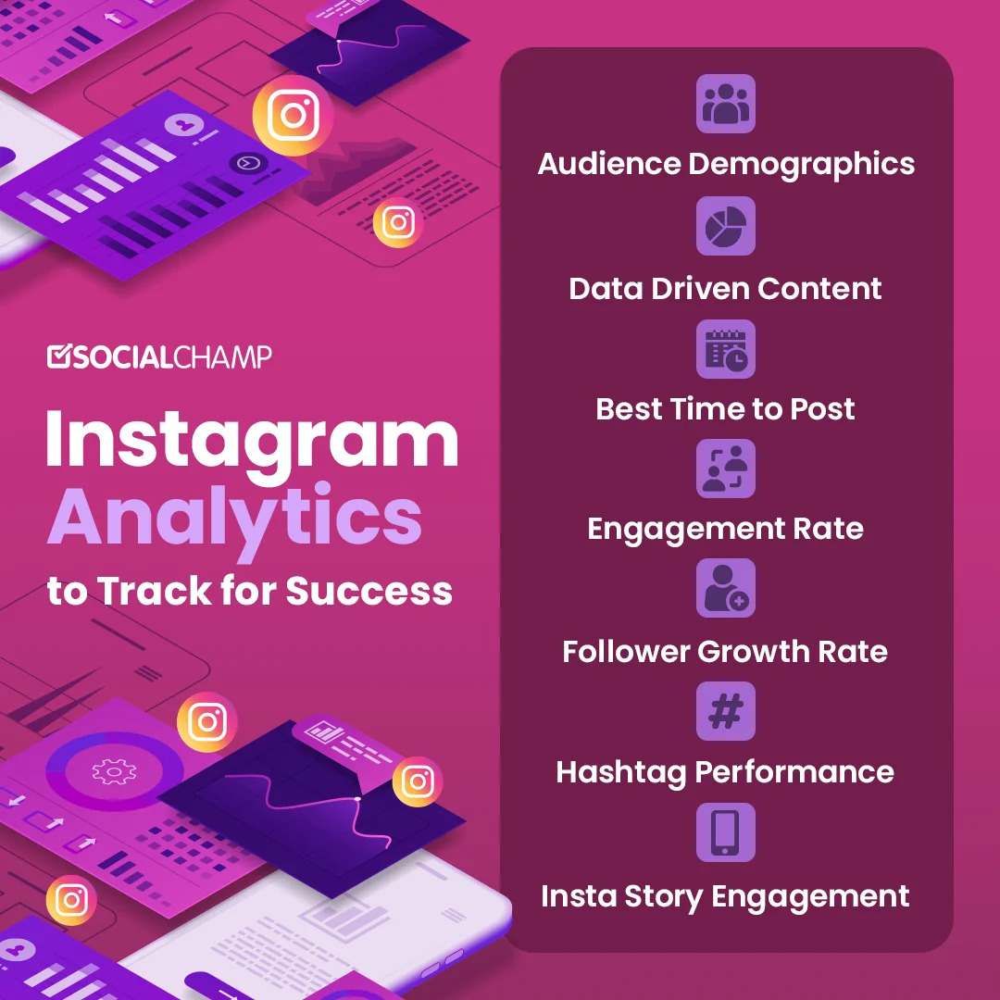 SOCIALCHAMP
Instagram
Analytics
to Track for Success
Audience Demographics
Data Driven Content
Best Time to Post
Engagement Rate
Follower Growth Rate
#
Hashtag Performance
Insta Story Engagement